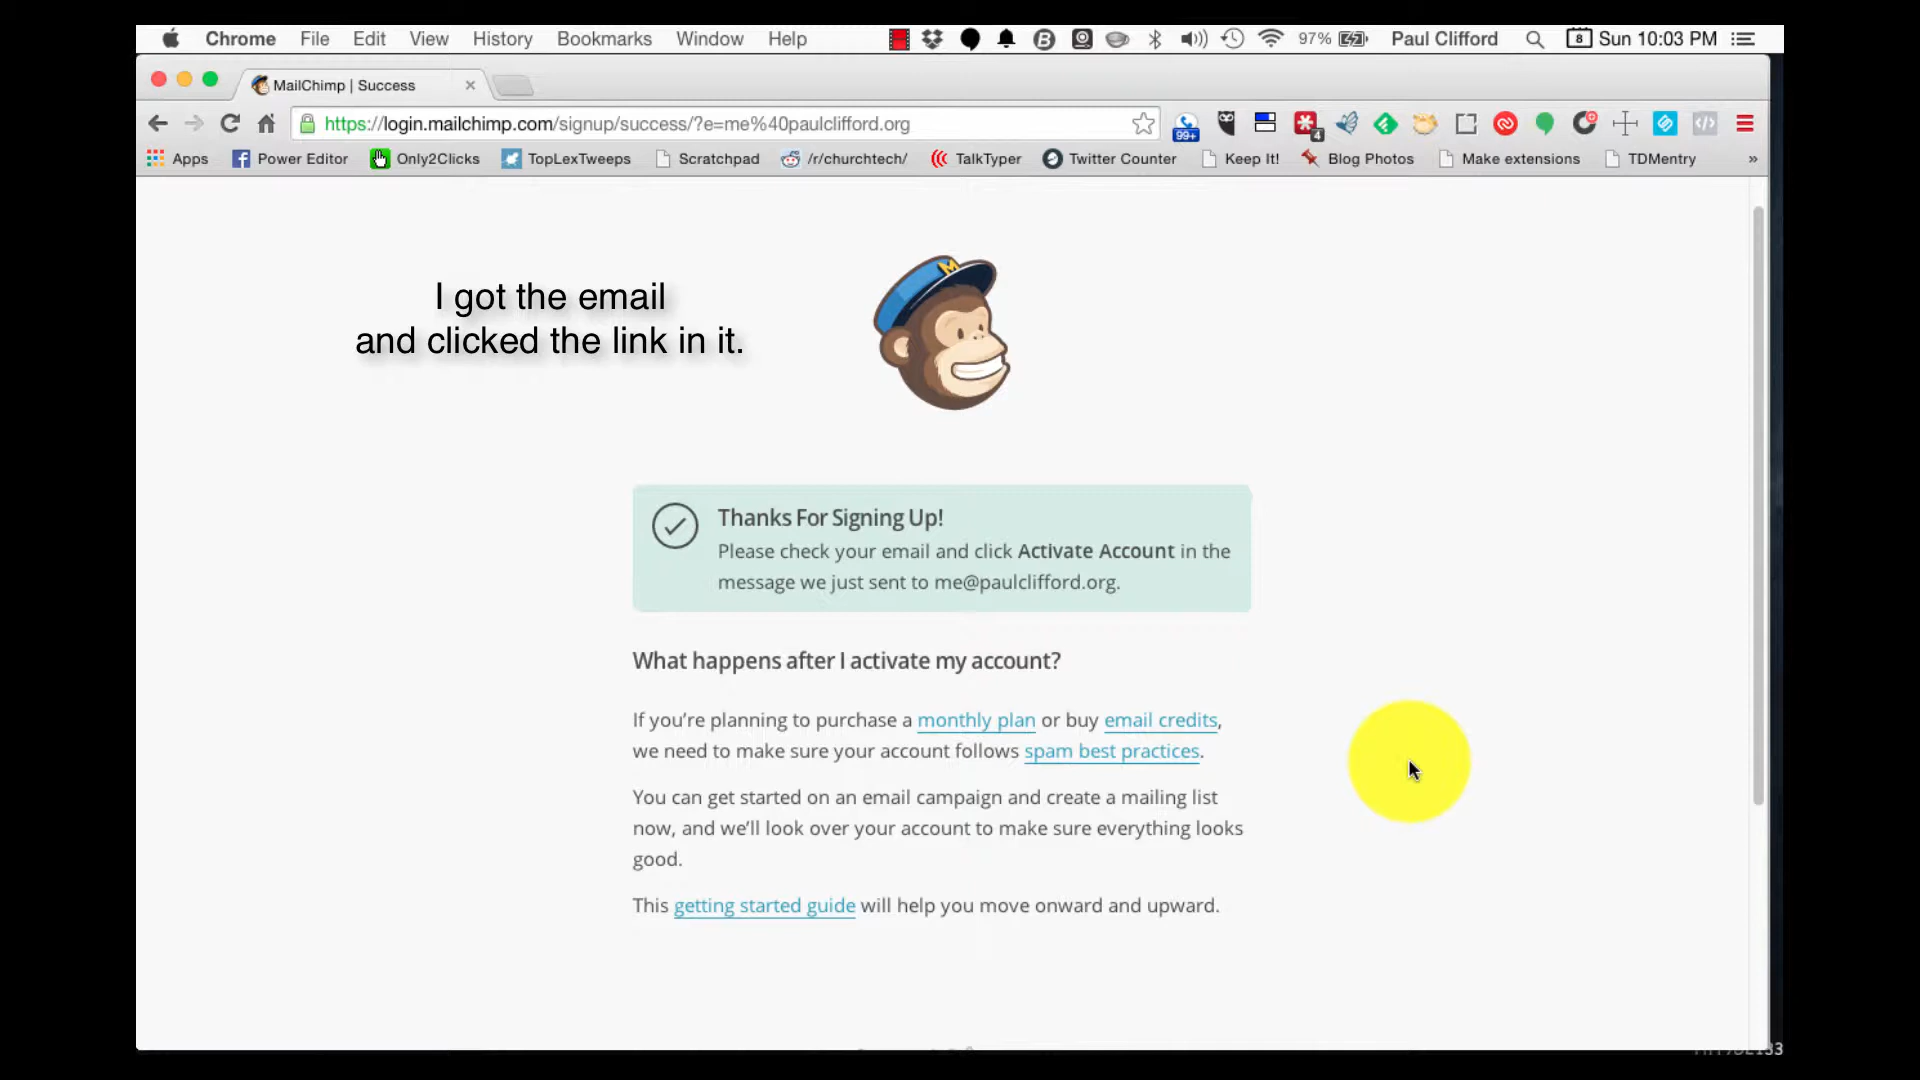 Chrome File Edit View History Bookmarks Window Help 97% Paul Clifford 8 Sun 10:03 PM
MailChimp | Success
https://login.mailchimp.com/signup/success/?e=me%40paulclifford.org 99+ 4
Apps Power Editor Only2Clicks TopLexTweeps Scratchpad /r/churchtech/ TalkTyper Twitter Counter Keep It! Blog Photos Make extensions TDMentry »
I got the email
and clicked the link in it.
Thanks For Signing Up!
Please check your email and click Activate Account in the
message we just sent to me@paulclifford.org.
What happens after I activate my account?
If you're planning to purchase a monthly plan or buy email credits,
we need to make sure your account follows spam best practices.
You can get started on an email campaign and create a mailing list
now, and we'll look over your account to make sure everything looks
good.
This getting started guide will help you move onward and upward.